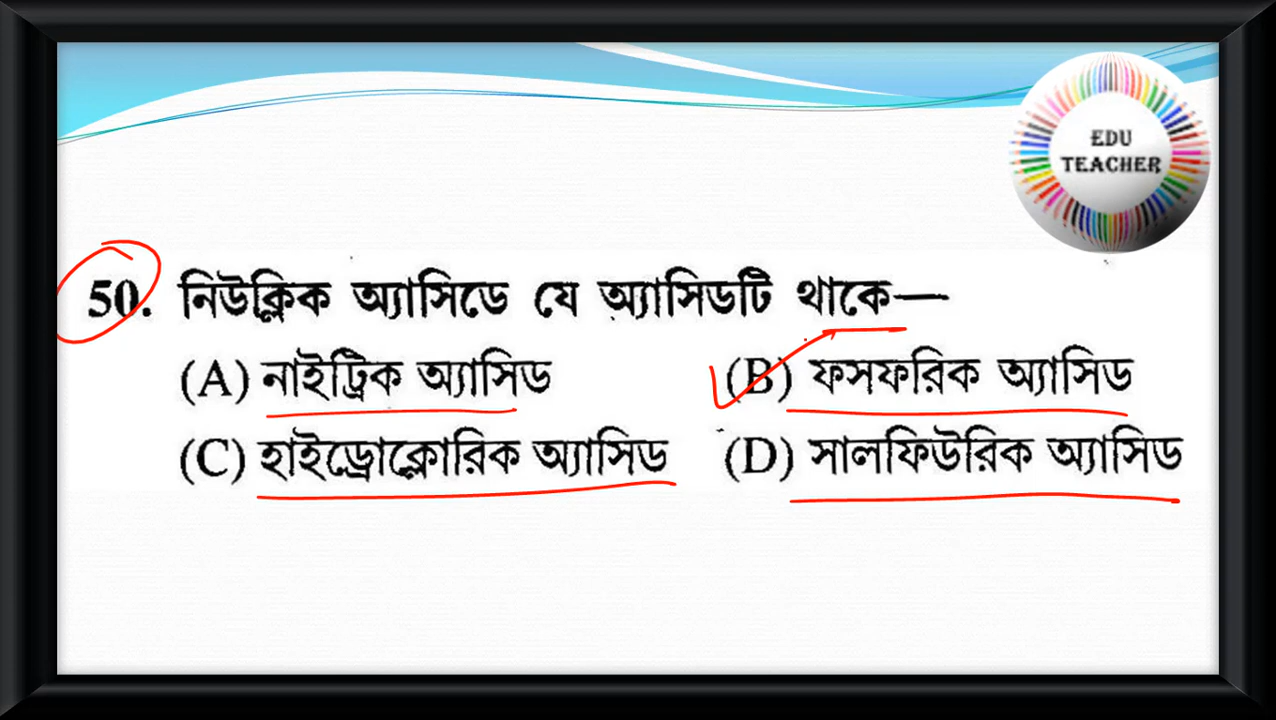 EDU
TEACHER
50. নিউক্লিক অ্যাসিডে যে অ্যাসিডটি থাকে—
(A) নাইট্রিক অ্যাসিড (B) ফসফরিক অ্যাসিড
(C) হাইড্রোক্লোরিক অ্যাসিড (D) সালফিউরিক অ্যাসিড